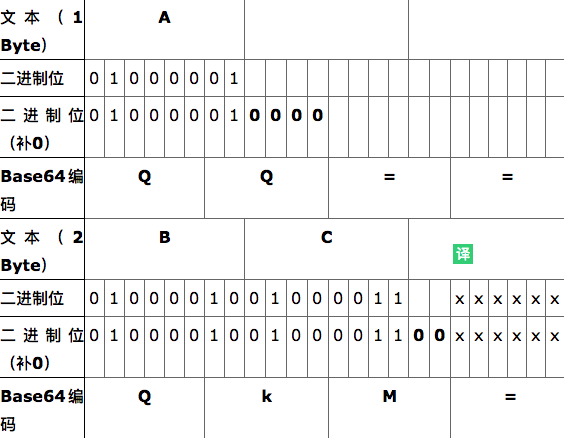 文本（1 Byte） A
二进制位 0 1 0 0 0 0 0 1
二进制位（补0） 0 1 0 0 0 0 0 1 0 0 0 0
Base64编码 Q Q = =
文本（2 Byte） B C
译
二进制位 0 1 0 0 0 0 1 0 0 1 0 0 0 0 1 1 x x x x x x
二进制位（补0） 0 1 0 0 0 0 1 0 0 1 0 0 0 0 1 1 0 0 x x x x x x
Base64编码 Q k M =